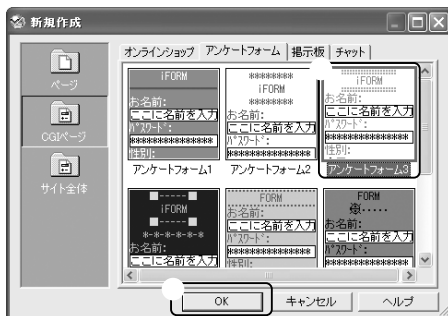 新規作成
ページ
CGIページ
サイト全体
オンラインショップ アンケートフォーム 掲示板 チャット
iFORM
お名前:
ここに名前を入力
パスワード:
******************
性別:
アンケートフォーム1
********
iFORM
********
お名前:
ここに名前を入力
パスワード:
******************
アンケートフォーム2
iFORM
お名前:
ここに名前を入力
パスワード:
******************
性別:
アンケートフォーム3
iFORM
*-*-*-*-*-*
お名前:
ここに名前を入力
FORM
お名前:
ここに名前を入力
パスワード:
******************
性別:
FORM
お名前:
ここに名前を入力
パスワード:
******************
OK キャンセル ヘルプ